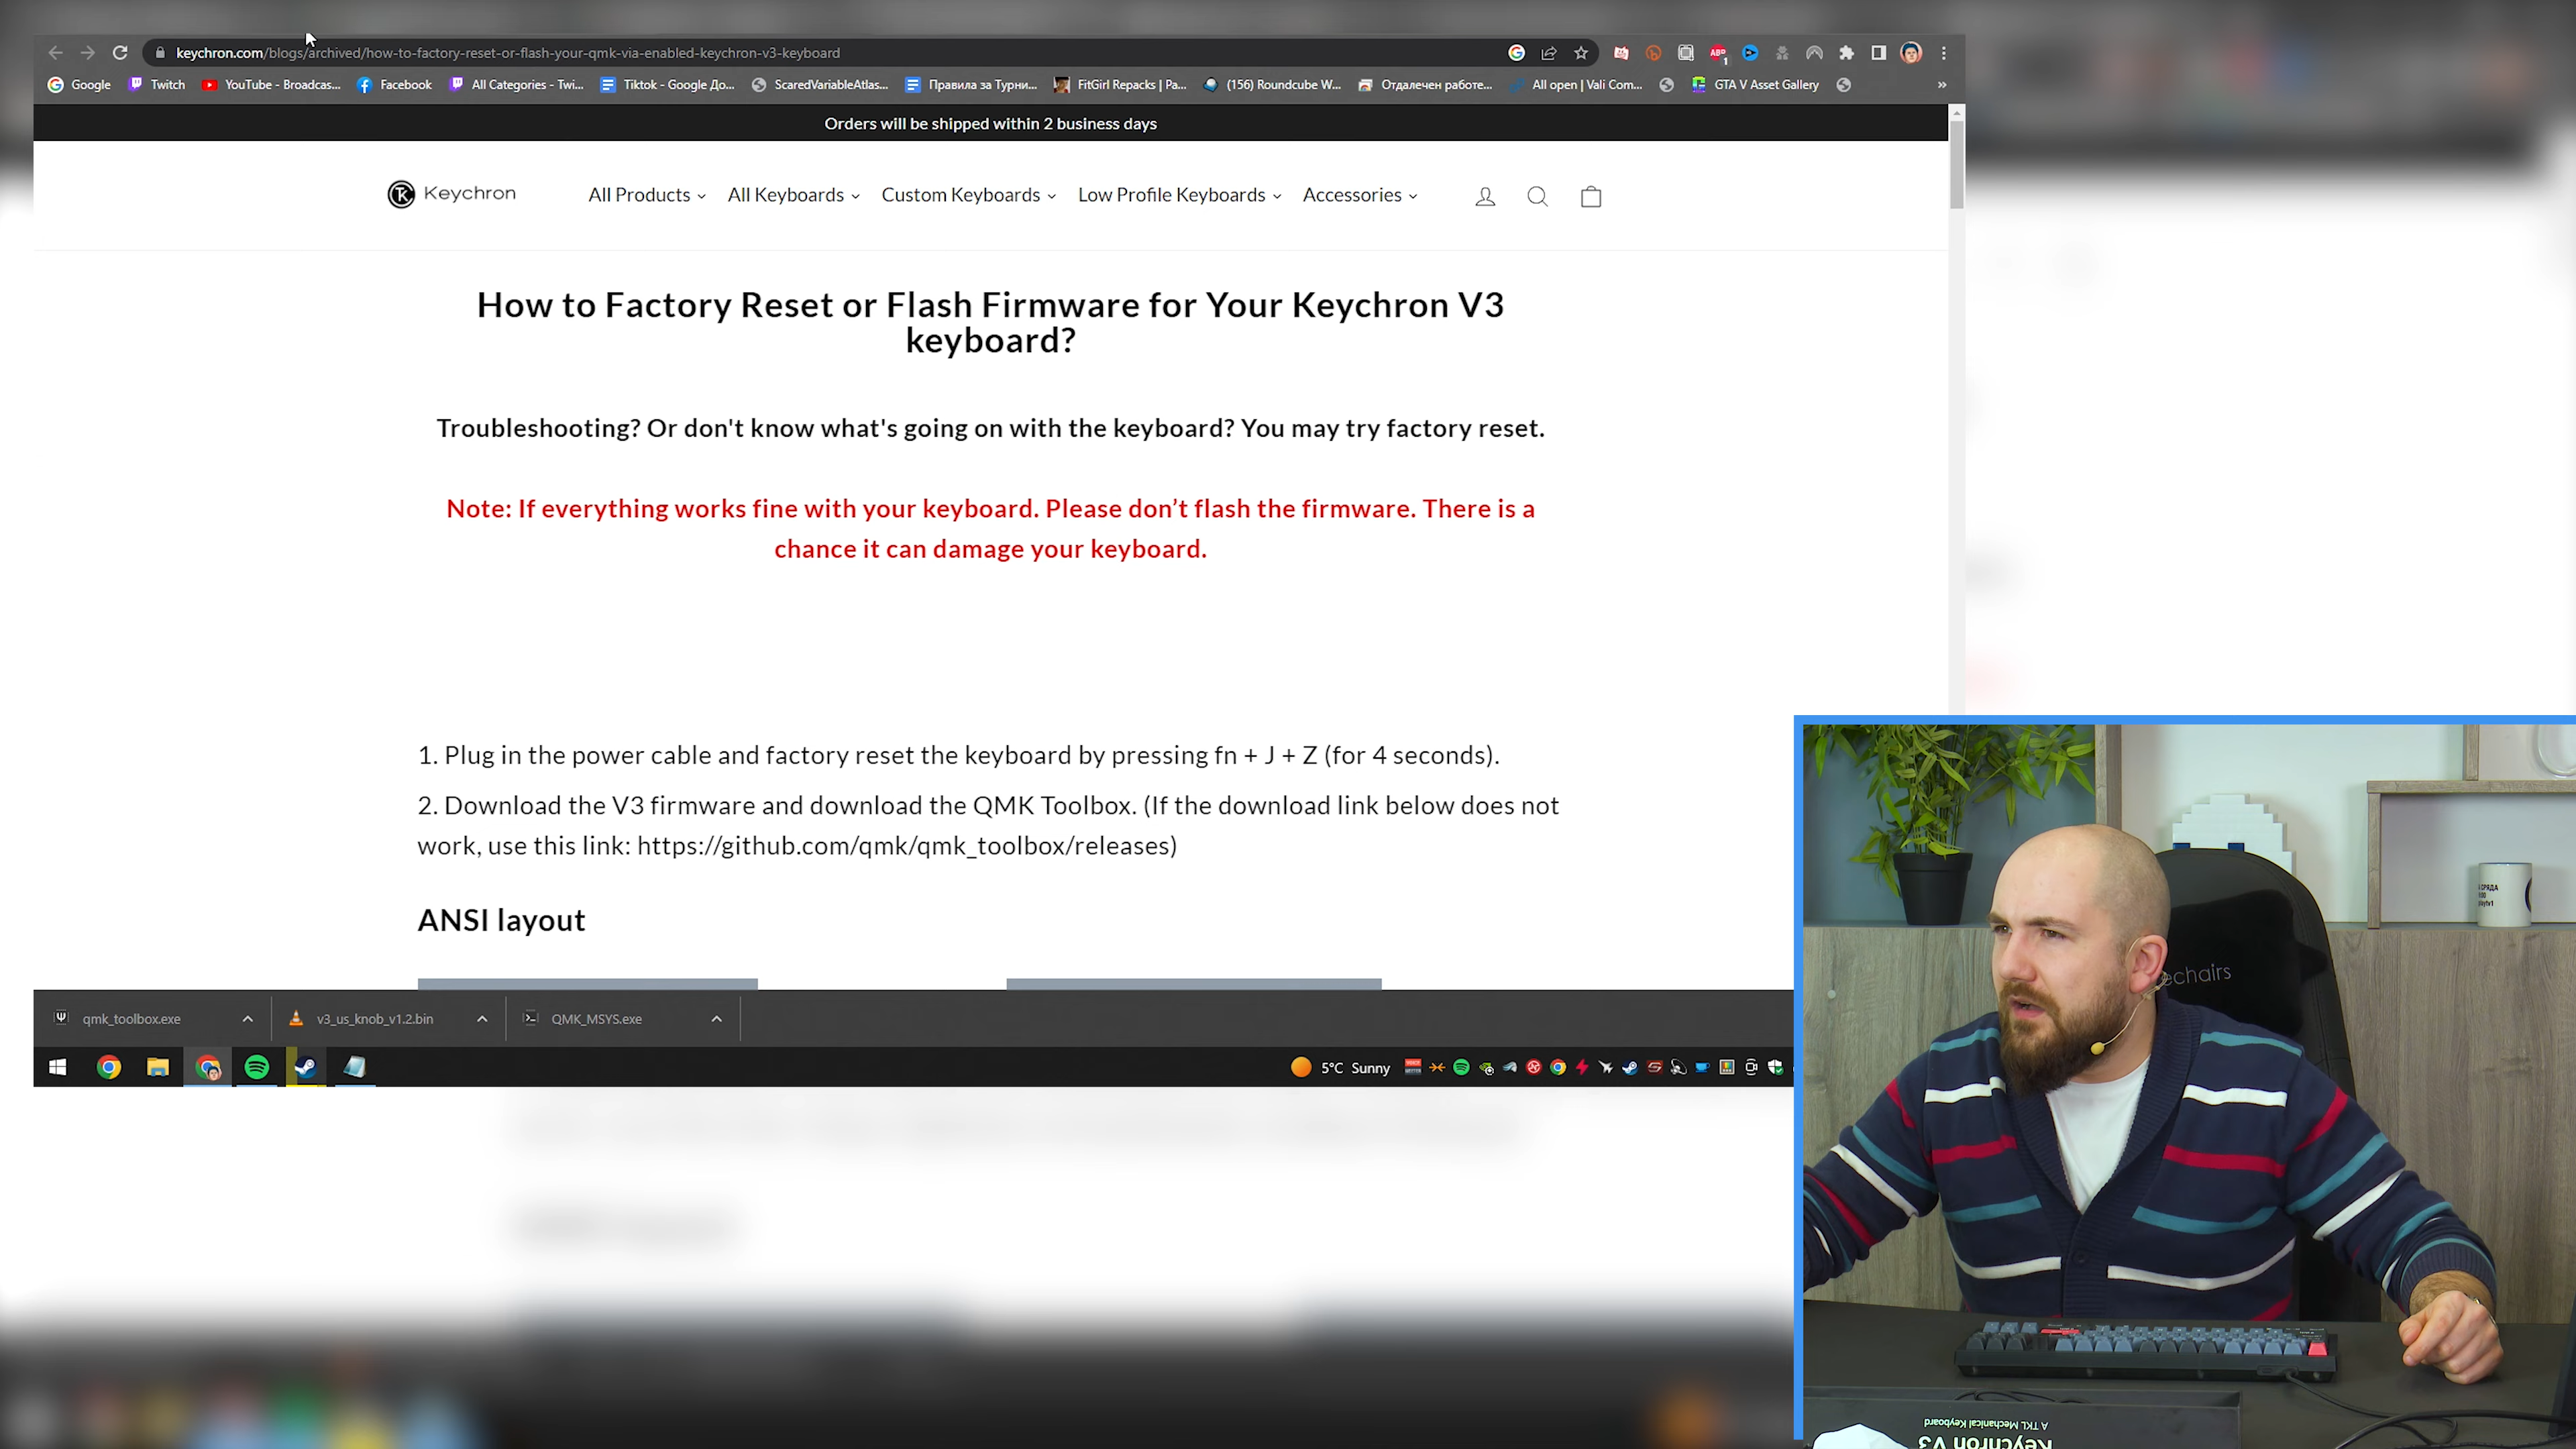 keychron.com/blogs/archived/how-to-factory-reset-or-flash-your-qmk-via-enabled-keychron-v3-keyboard
ABP
1
Google
Twitch
YouTube - Broadcas...
Facebook
All Categories - Twi...
Tiktok - Google До...
ScaredVariableAtlas...
Правила за Турни...
FitGirl Repacks | Pa...
(156) Roundcube W...
Отдалечен работе...
All open | Vali Com...
GTA V Asset Gallery
»
Orders will be shipped within 2 business days
Keychron
All Products
All Keyboards
Custom Keyboards
Low Profile Keyboards
Accessories
How to Factory Reset or Flash Firmware for Your Keychron V3
keyboard?
Troubleshooting? Or don't know what's going on with the keyboard? You may try factory reset.
Note: If everything works fine with your keyboard. Please don’t flash the firmware. There is a
chance it can damage your keyboard.
1. Plug in the power cable and factory reset the keyboard by pressing fn + J + Z (for 4 seconds).
2. Download the V3 firmware and download the QMK Toolbox. (If the download link below does not
work, use this link: https://github.com/qmk/qmk_toolbox/releases)
ANSI layout
qmk_toolbox.exe
v3_us_knob_v1.2.bin
QMK_MSYS.exe
5°C Sunny
echairs
A TKL Mechanical Keyboard
Keychron V3